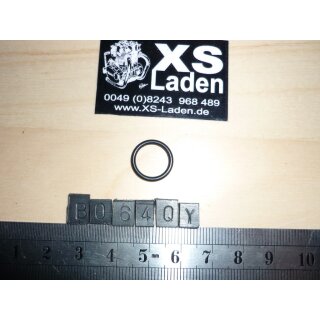 XS
Laden
0049 (0)8243 968 489
www.XS-Laden.de
BO64QY
1 2 3 4 5 6 7 8 9 10